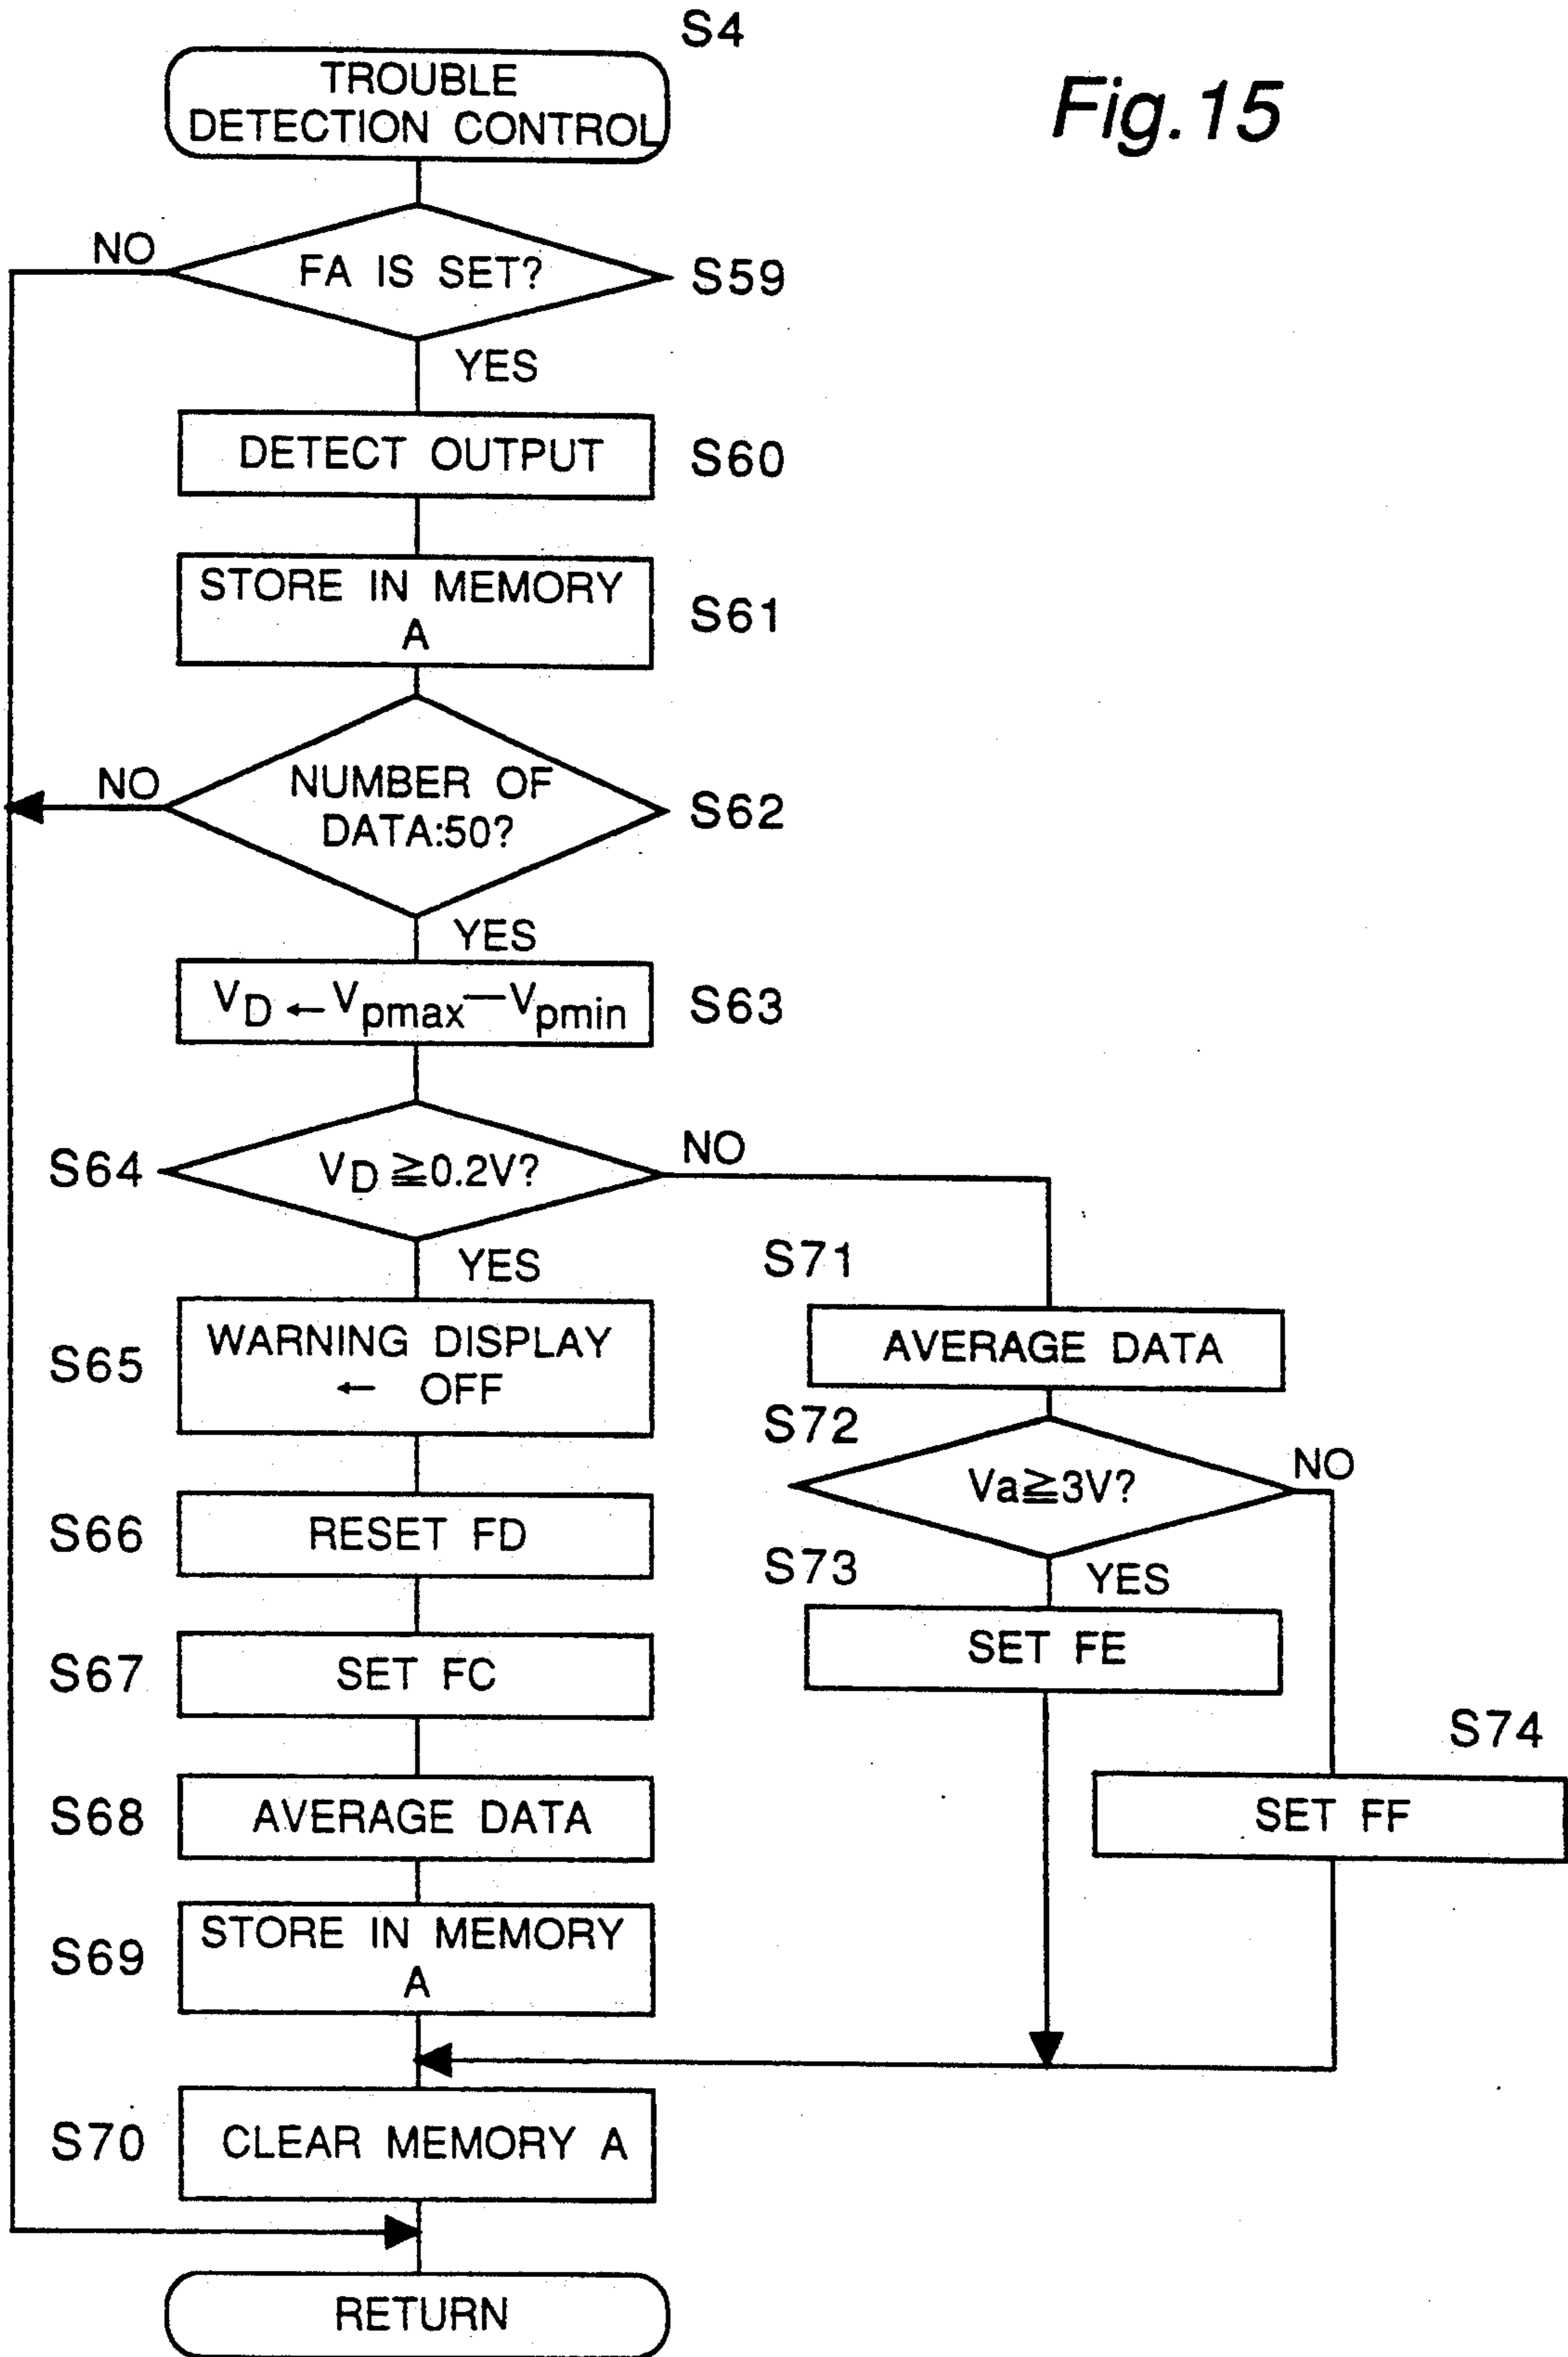 S4
Fig.15
TROUBLE
DETECTION CONTROL
NO
FA IS SET?
S59
YES
DETECT OUTPUT
S60
STORE IN MEMORY
A
S61
NO
NUMBER OF
DATA:50?
S62
YES
VD ← Vpmax—Vpmin
S63
S64
VD ≧0.2V?
NO
YES
S71
WARNING DISPLAY
← OFF
S65
AVERAGE DATA
S72
Va≧3V?
NO
S66
RESET FD
S73
YES
S67
SET FC
SET FE
S74
S68
AVERAGE DATA
SET FF
S69
STORE IN MEMORY
A
S70
CLEAR MEMORY A
RETURN